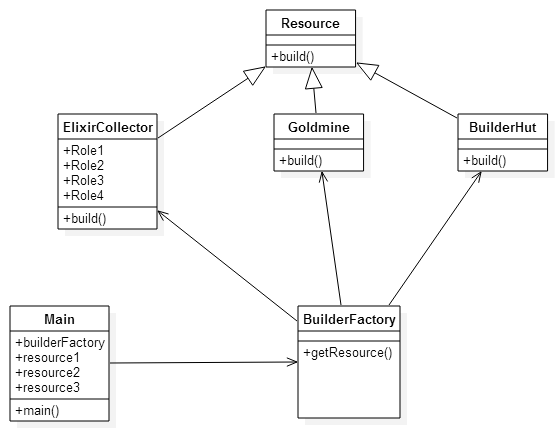 Resource
+build()
ElixirCollector
+Role1
+Role2
+Role3
+Role4
+build()
Goldmine
+build()
BuilderHut
+build()
Main
+builderFactory
+resource1
+resource2
+resource3
+main()
BuilderFactory
+getResource()